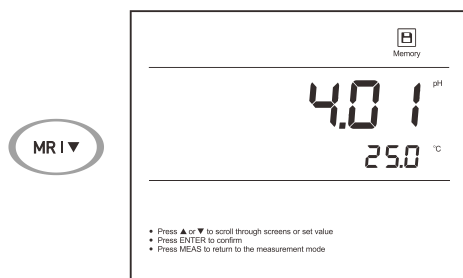 Memory
4.01 pH
MR I ▼
25.0 °C
• Press ▲ or ▼ to scroll through screens or set value
• Press ENTER to confirm
• Press MEAS to return to the measurement mode